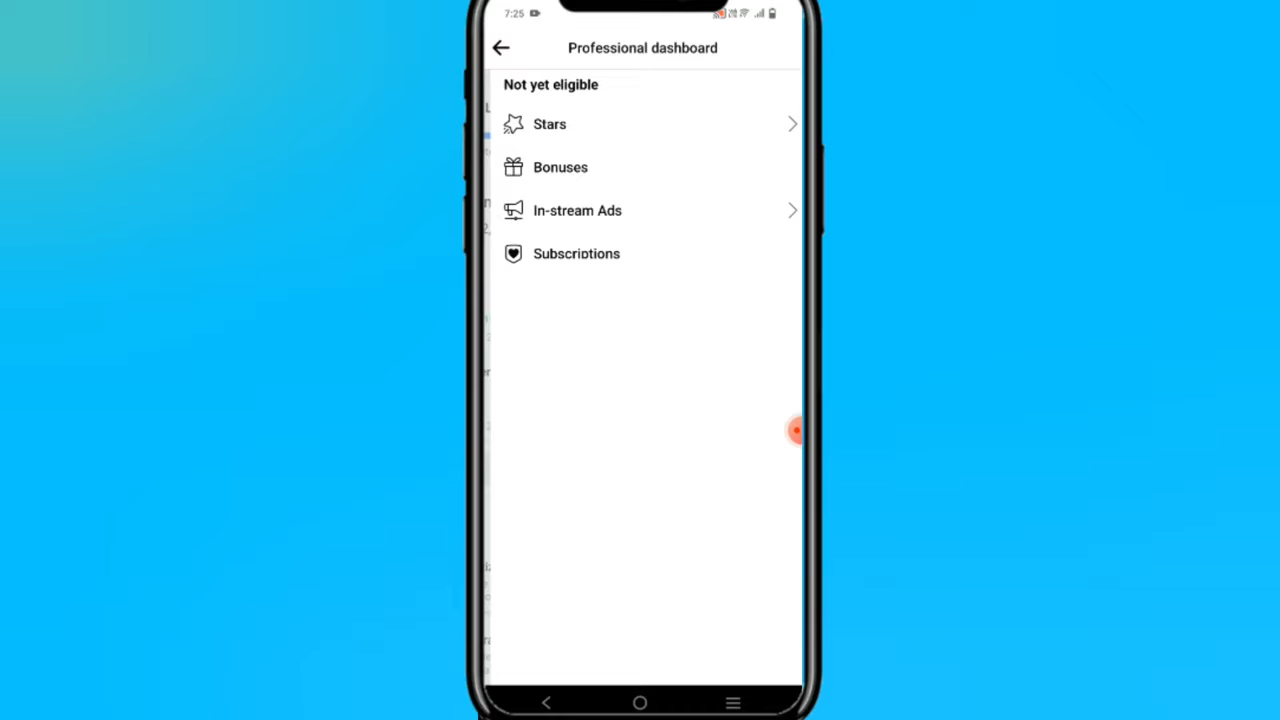 7:25
Professional dashboard
Not yet eligible
Stars
Bonuses
In-stream Ads
Subscriptions